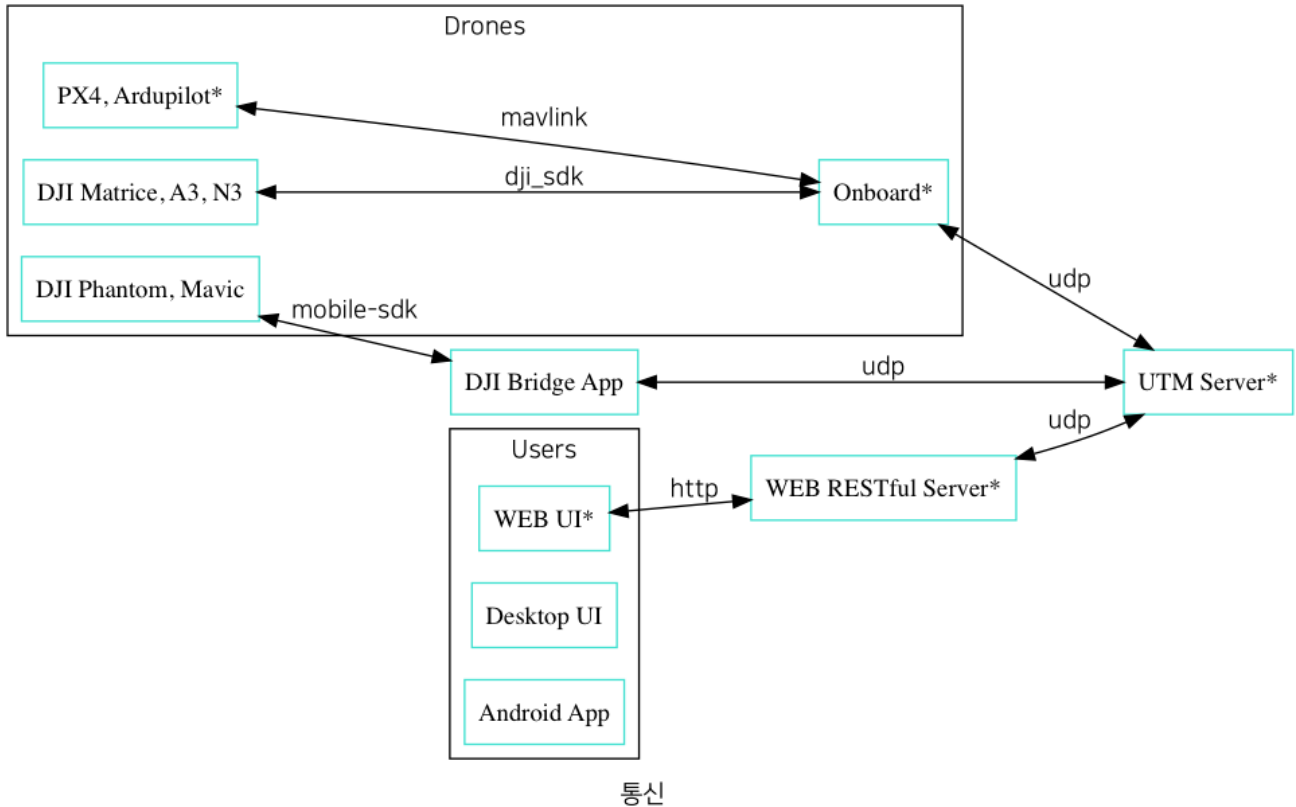 Drones
PX4, Ardupilot*
mavlink
DJI Matrice, A3, N3
dji_sdk
Onboard*
DJI Phantom, Mavic
mobile-sdk
udp
DJI Bridge App
udp
UTM Server*
udp
Users
WEB UI*
http
WEB RESTful Server*
Desktop UI
Android App
통신